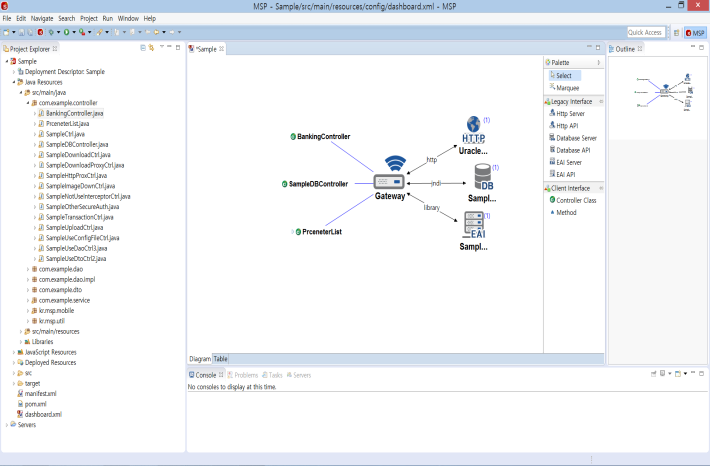 MSP - Sample/src/main/resources/config/dashboard.xml - MSP
File Edit Navigate Search Project Run Window Help
Quick Access
MSP
Project Explorer
Sample
Deployment Descriptor: Sample
Java Resources
src/main/java
com.example.controller
BankingController.java
PrceneterList.java
SampleCtrl.java
SampleDBController.java
SampleDownloadCtrl.java
SampleDownloadProxyCtrl.java
SampleHttpProxCtrl.java
SampleImageDownCtrl.java
SampleNotUseInterceptorCtrl.java
SampleOtherSecureAuth.java
SampleTransactionCtrl.java
SampleUploadCtrl.java
SampleUseConfigFileCtrl.java
SampleUseDaoCtrl3.java
SampleUseDtoCtrl2.java
com.example.dao
com.example.dao.impl
com.example.dto
com.example.service
kr.msp.mobile
kr.msp.util
src/main/resources
Libraries
JavaScript Resources
Deployed Resources
src
target
manifest.xml
pom.xml
dashboard.xml
Servers
*Sample
BankingController
SampleDBController
PrceneterList
Gateway
http
jndi
library
(1)
HTTP
Uracle...
(1)
DB
Sampl...
(1)
EAI
Sampl...
Diagram Table
Palette
Select
Marquee
Legacy Interface
Http Server
Http API
Database Server
Database API
EAI Server
EAI API
Client Interface
Controller Class
Method
Outline
Console Problems Tasks Servers
No consoles to display at this time.